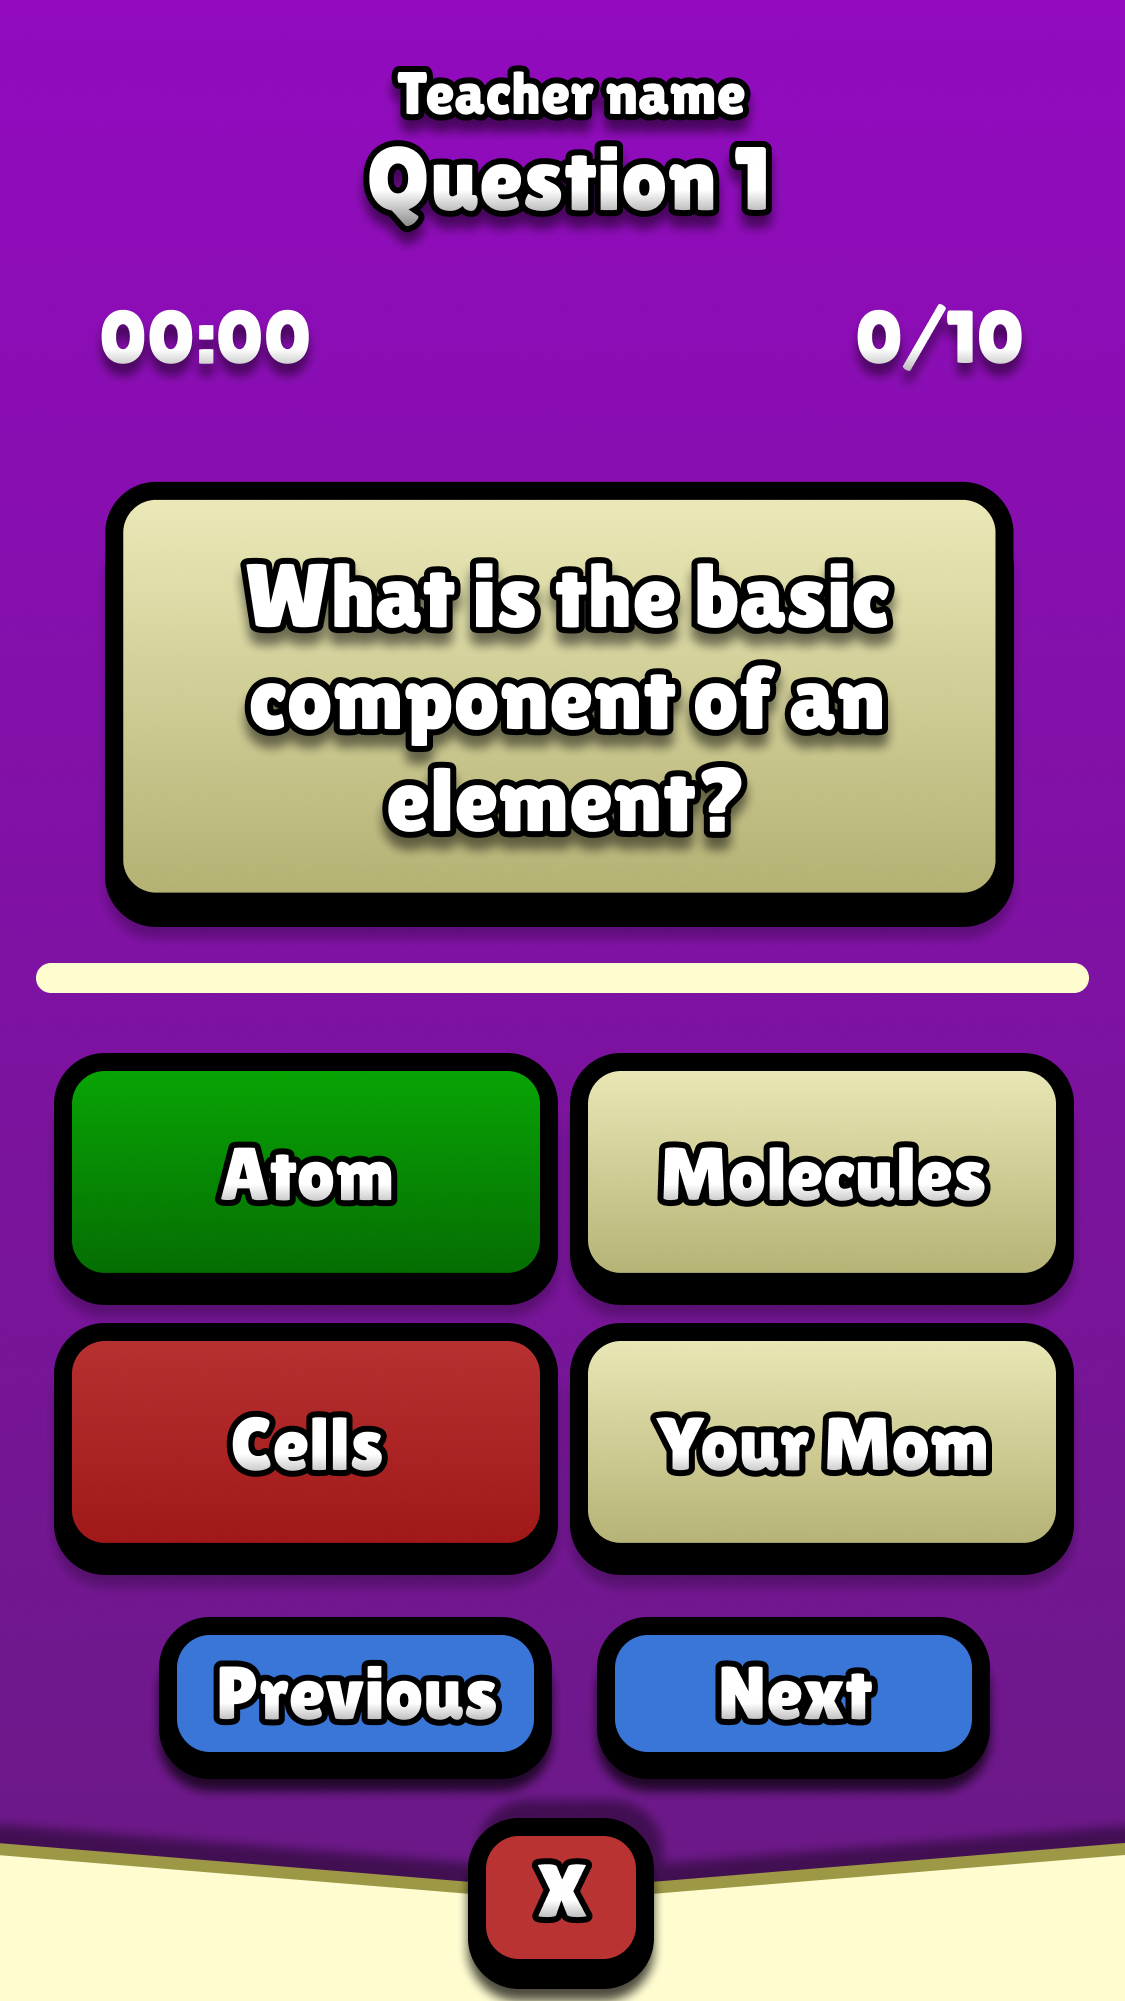 Teacher name
Question 1
00:00
0/10
What is the basic
component of an
element?
Atom
Molecules
Cells
Your Mom
Previous
Next
X